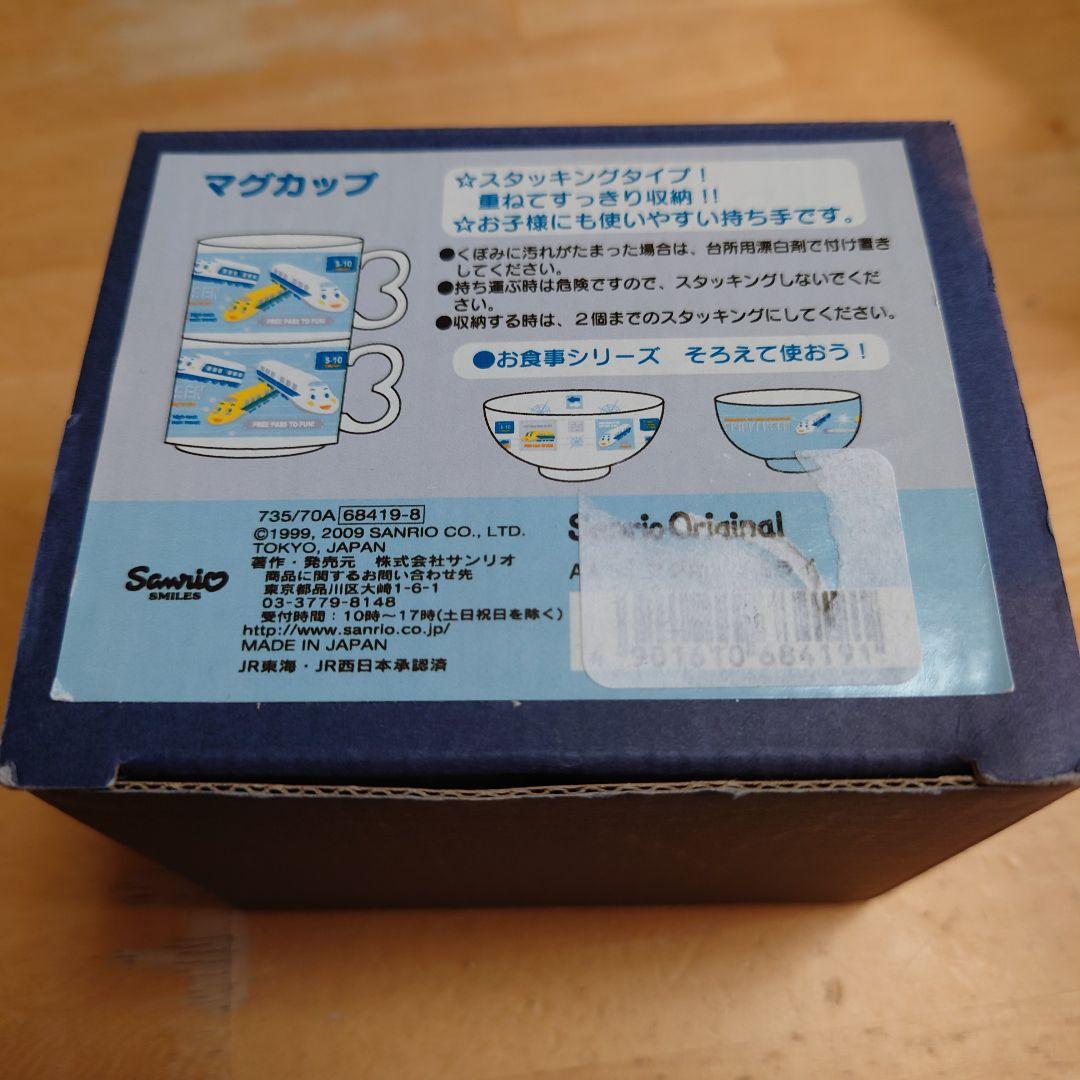 マグカップ
☆スタッキングタイプ!
重ねてすっきり収納!!
☆お子様にも使いやすい持ち手です。
●くぼみに汚れがたまった場合は、台所用漂白剤で付け置き
してください。
●持ち運ぶ時は危険ですので、スタッキングしないでくだ
さい。
●収納する時は、2個までのスタッキングにしてください。
●お食事シリーズ そろえて使おう!
S-10
FREE PASS TO FUN!
S-10
FREE PASS TO FUN!
735/70A 68419-8
©1999, 2009 SANRIO CO., LTD.
TOKYO, JAPAN
著作・発売元 株式会社サンリオ
商品に関するお問い合わせ先
東京都品川区大崎1-6-1
03-3779-8148
受付時間:10時~17時(土日祝日を除く)
http://www.sanrio.co.jp/
MADE IN JAPAN
JR東海・JR西日本承認済
Sanrio
SMILES
Sanrio Original
4 901610 684191